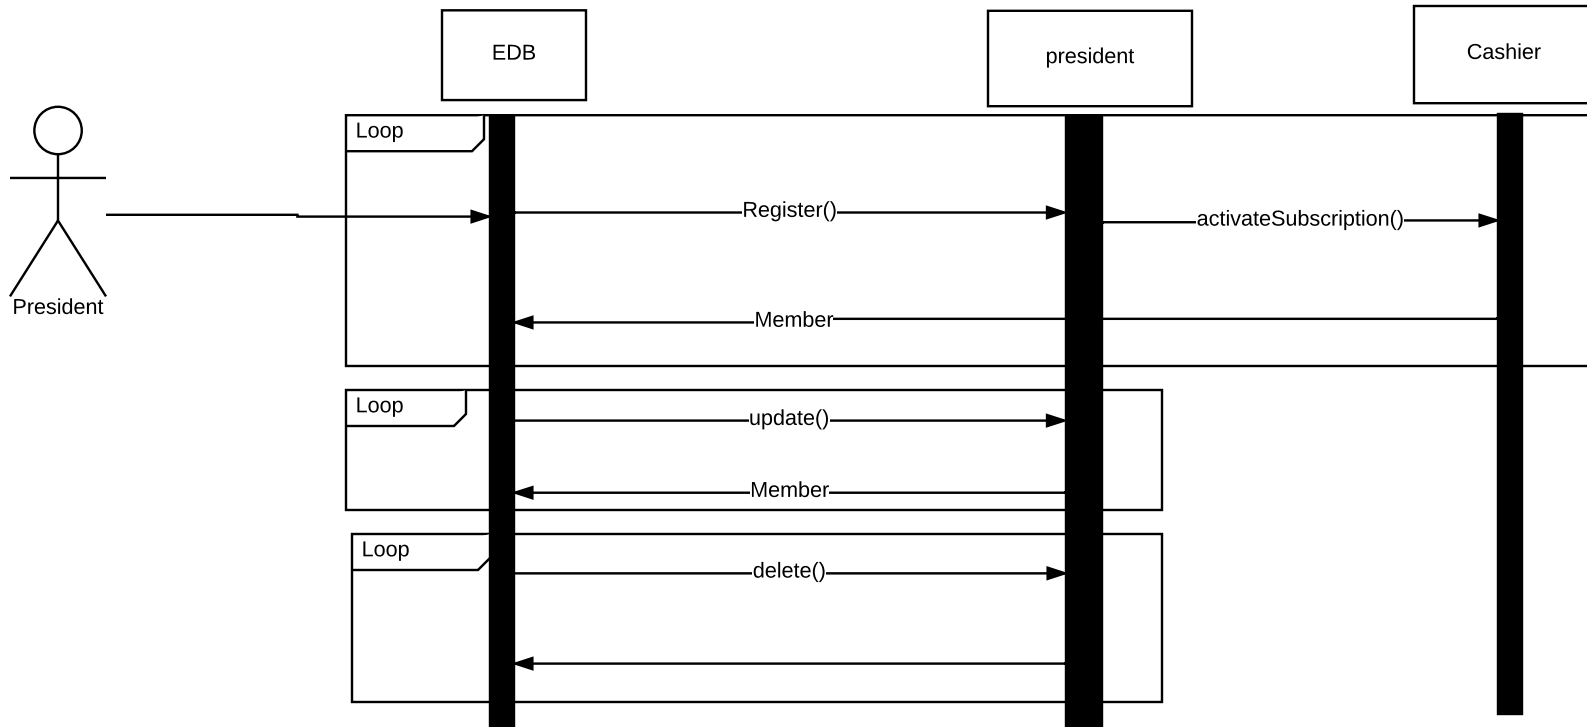 EDB
president
Cashier
Loop
Register()
activateSubscription()
President
Member
Loop
update()
Member
Loop
delete()